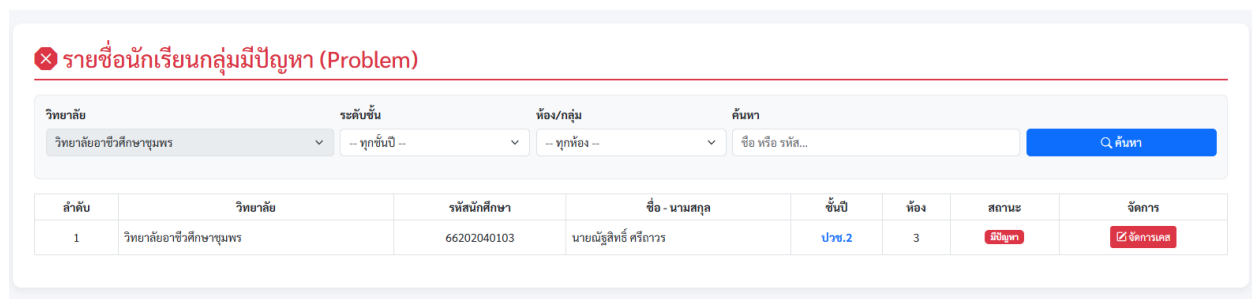 รายชื่อนักเรียนกลุ่มมีปัญหา (Problem)
วิทยาลัย ระดับชั้น ห้อง/กลุ่ม ค้นหา
วิทยาลัยอาชีวศึกษาชุมพร -- ทุกชั้นปี -- -- ทุกห้อง -- ชื่อ หรือ รหัส... ค้นหา
ลำดับ วิทยาลัย รหัสนักศึกษา ชื่อ - นามสกุล ชั้นปี ห้อง สถานะ จัดการ
1 วิทยาลัยอาชีวศึกษาชุมพร 66202040103 นายณัฐสิทธิ์ ศรีถาวร ปวช.2 3 มีปัญหา จัดการเคส